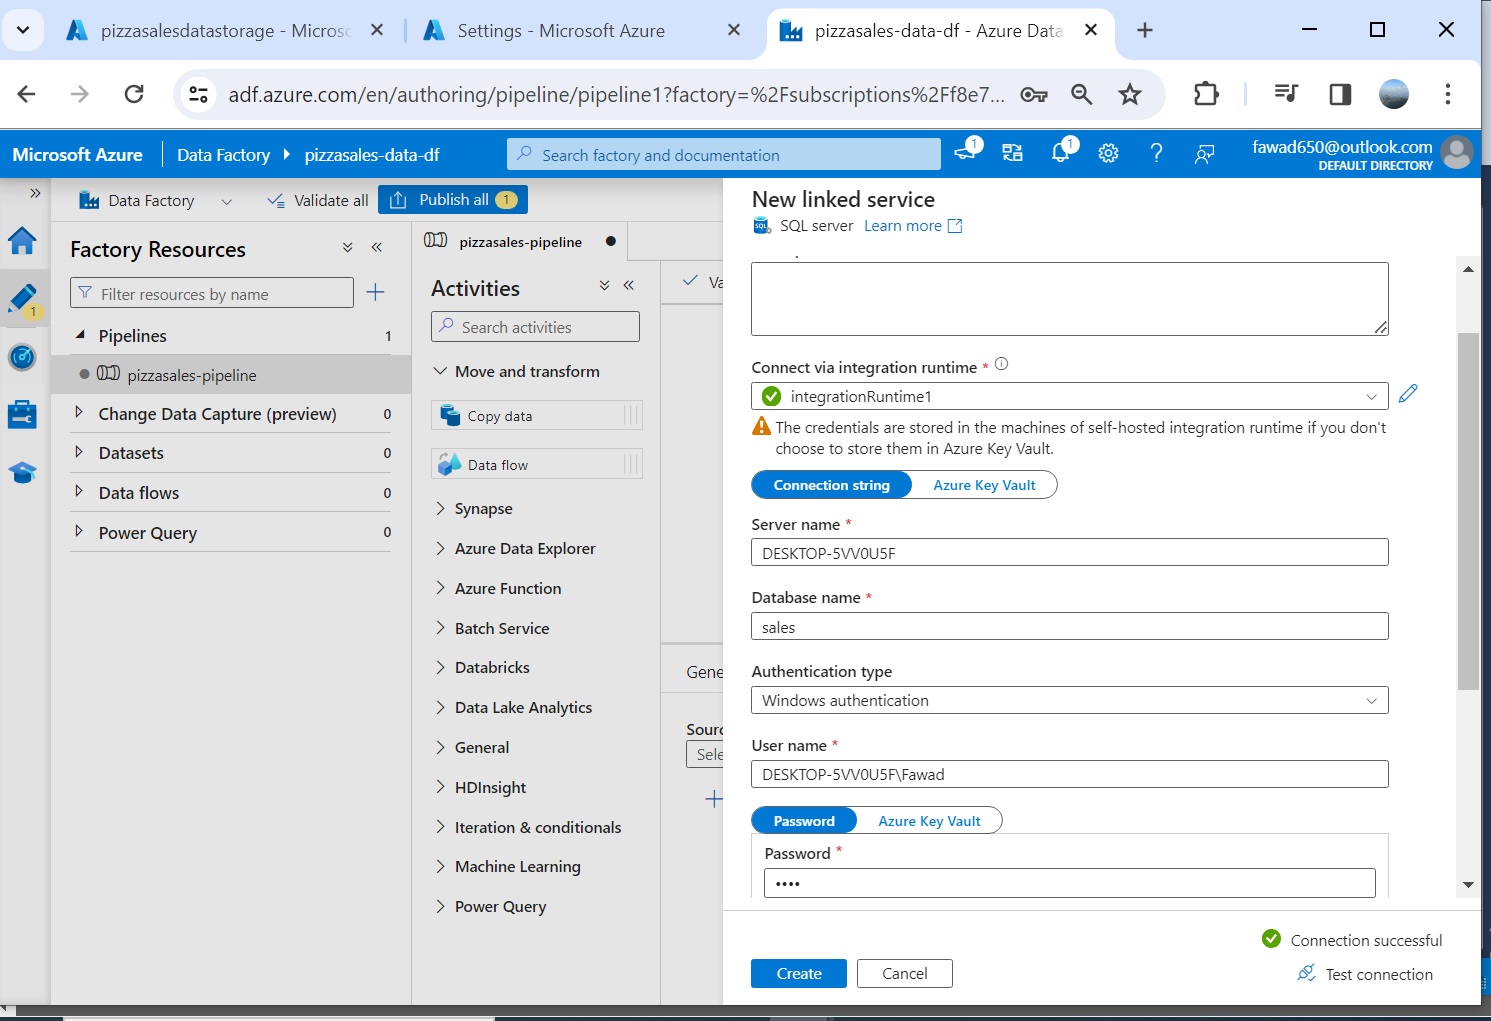 pizzasalesdatastorage - Microsc
Settings - Microsoft Azure
pizzasales-data-df - Azure Data
adf.azure.com/en/authoring/pipeline/pipeline1?factory=%2Fsubscriptions%2Ff8e7...
Microsoft Azure
Data Factory
pizzasales-data-df
Search factory and documentation
1
1
fawad650@outlook.com
DEFAULT DIRECTORY
Data Factory
Validate all
Publish all 1
Factory Resources
Filter resources by name
1
Pipelines 1
pizzasales-pipeline
Change Data Capture (preview) 0
Datasets 0
Data flows 0
Power Query 0
pizzasales-pipeline
Activities
Search activities
Move and transform
Copy data
Data flow
Synapse
Azure Data Explorer
Azure Function
Batch Service
Databricks
Data Lake Analytics
General
HDInsight
Iteration & conditionals
Machine Learning
Power Query
Va
Gene
Sourc
Sele
New linked service
SQL server Learn more
Connect via integration runtime *
integrationRuntime1
The credentials are stored in the machines of self-hosted integration runtime if you don't
choose to store them in Azure Key Vault.
Connection string Azure Key Vault
Server name *
DESKTOP-5VV0U5F
Database name *
sales
Authentication type
Windows authentication
User name *
DESKTOP-5VV0U5F\Fawad
Password Azure Key Vault
Password *
••••
Connection successful
Create Cancel Test connection